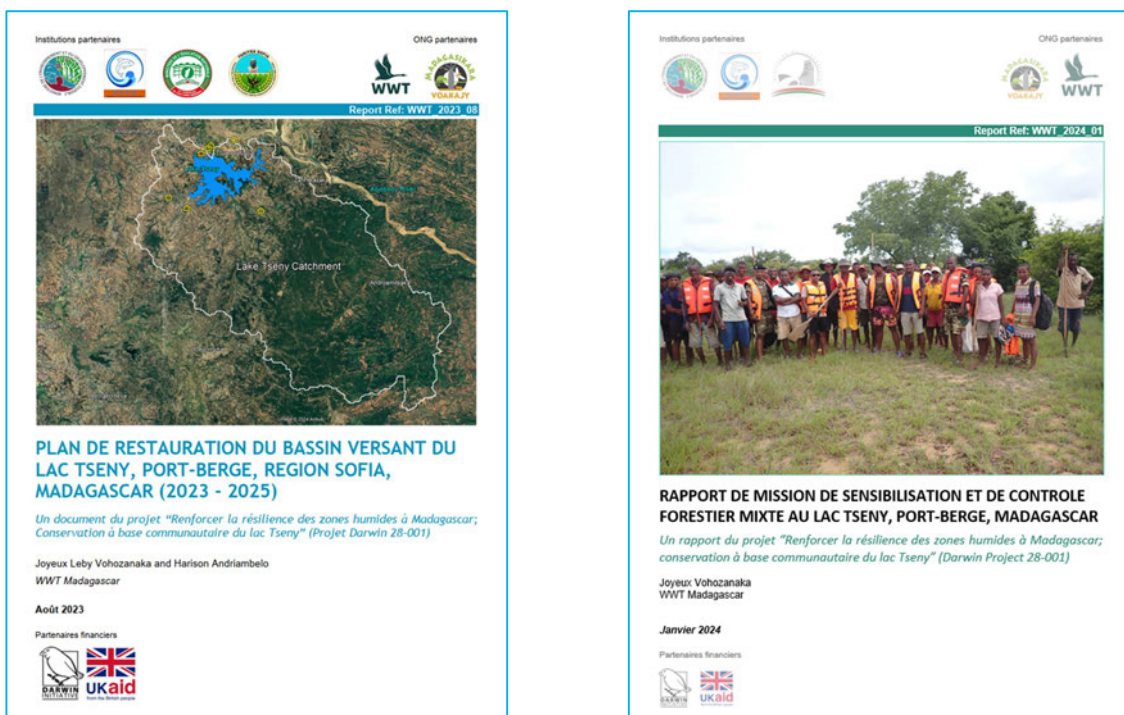 Institutions partenaires
ONG partenaires
WWT
MADAGASIKARA
VOAKAJY
Report Ref: WWT_2023_08
Lake Tseny Catchment
PLAN DE RESTAURATION DU BASSIN VERSANT DU
LAC TSENY, PORT-BERGE, REGION SOFIA,
MADAGASCAR (2023 - 2025)
Un document du projet “Renforcer la résilience des zones humides à Madagascar;
Conservation à base communautaire du lac Tseny” (Projet Darwin 28-001)
Joyeux Leby Vohozanaka and Harison Andriambelo
WWT Madagascar
Août 2023
Partenaires financiers
DARWIN
INITIATIVE
UKaid
from the British people
Institutions partenaires
ONG partenaires
MADAGASIKARA
VOAKAJY
WWT
Report Ref: WWT_2024_01
RAPPORT DE MISSION DE SENSIBILISATION ET DE CONTROLE
FORESTIER MIXTE AU LAC TSENY, PORT-BERGE, MADAGASCAR
Un rapport du projet “Renforcer la résilience des zones humides à Madagascar;
conservation à base communautaire du lac Tseny” (Darwin Project 28-001)
Joyeux Vohozanaka
WWT Madagascar
Janvier 2024
Partenaires financiers
DARWIN
INITIATIVE
UKaid